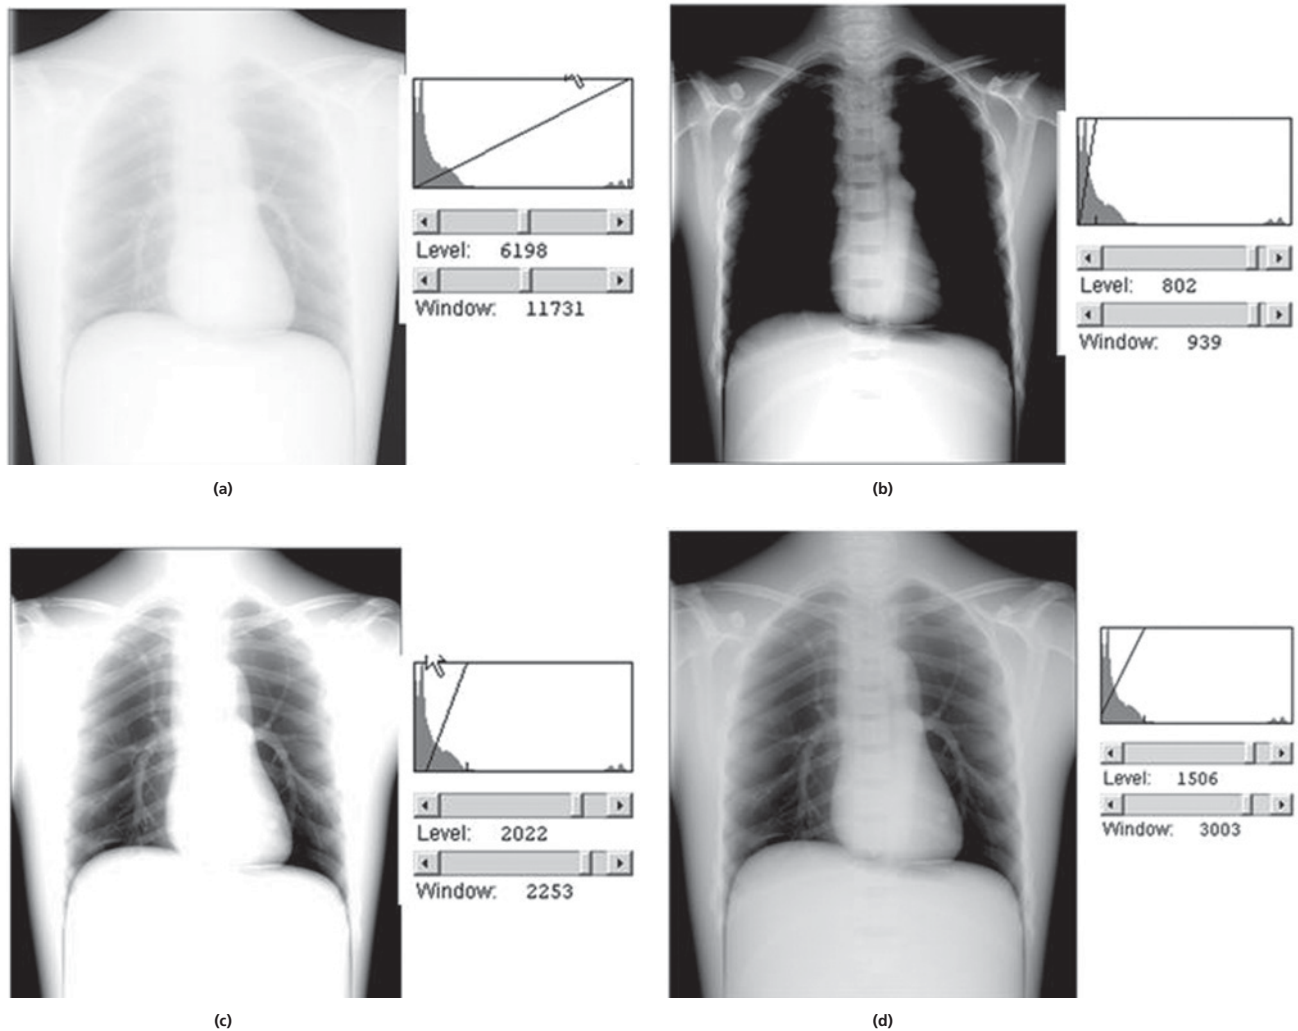 Level: 6198
Window: 11731
(a)
Level: 802
Window: 939
(b)
Level: 2022
Window: 2253
(c)
Level: 1506
Window: 3003
(d)